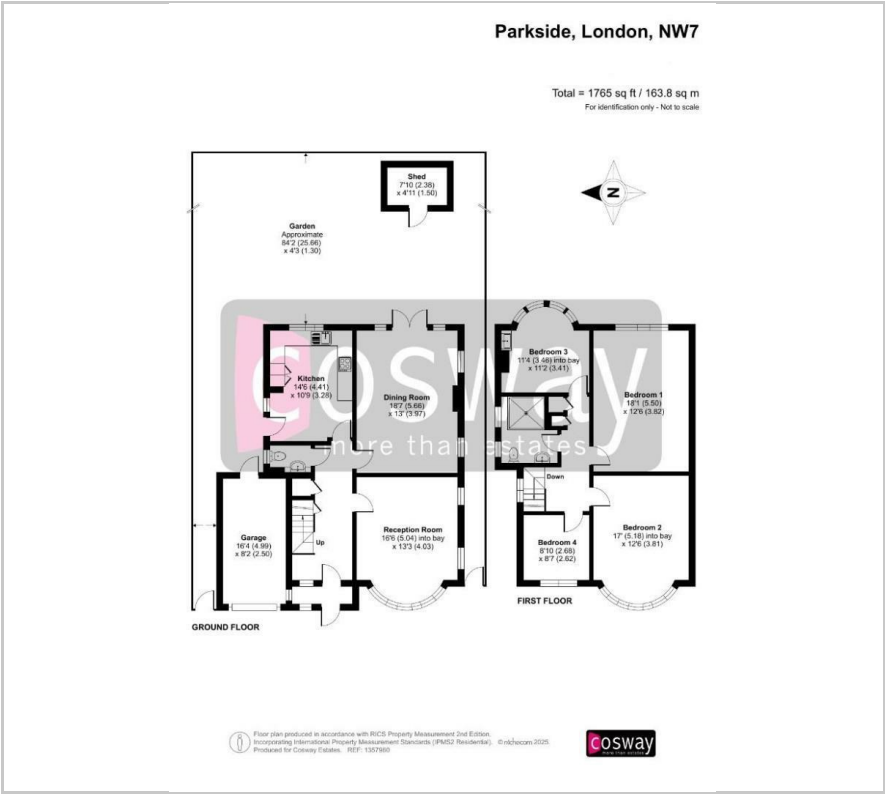 Parkside, London, NW7
Total = 1765 sq ft / 163.8 sq m
For identification only - Not to scale
Shed
7'10 (2.38)
x 4'11 (1.50)
N
Garden
Approximate
84'2 (25.66)
x 4'3 (1.30)
Kitchen
14'6 (4.41)
x 10'9 (3.28)
Dining Room
18'7 (5.66)
x 13' (3.97)
Bedroom 3
11'4 (3.46) into bay
x 11'2 (3.41)
Bedroom 1
18'1 (5.50)
x 12'6 (3.82)
cosway
more than estates
Down
Garage
16'4 (4.99)
x 8'2 (2.50)
Up
Reception Room
16'6 (5.04) into bay
x 13'3 (4.03)
Bedroom 4
8'10 (2.68)
x 8'7 (2.62)
Bedroom 2
17' (5.18) into bay
x 12'6 (3.81)
GROUND FLOOR
FIRST FLOOR
Floor plan produced in accordance with RICS Property Measurement 2nd Edition,
Incorporating International Property Measurement Standards (IPMS2 Residential). © ntchecom 2025.
Produced for Cosway Estates. REF: 1357980
cosway
more than estates